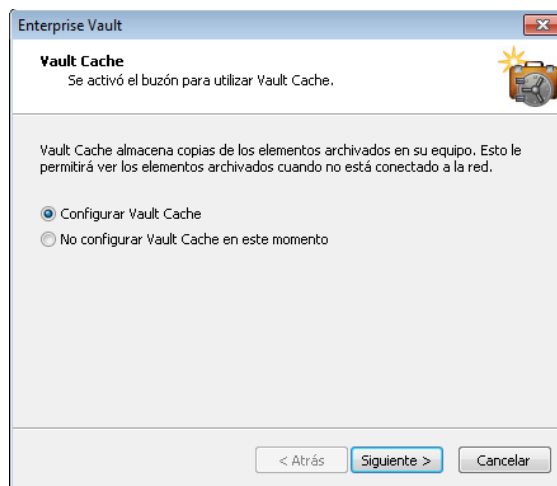 Enterprise Vault
Vault Cache
Se activó el buzón para utilizar Vault Cache.
Vault Cache almacena copias de los elementos archivados en su equipo. Esto le
permitirá ver los elementos archivados cuando no está conectado a la red.
Configurar Vault Cache
No configurar Vault Cache en este momento
< Atrás
Siguiente >
Cancelar